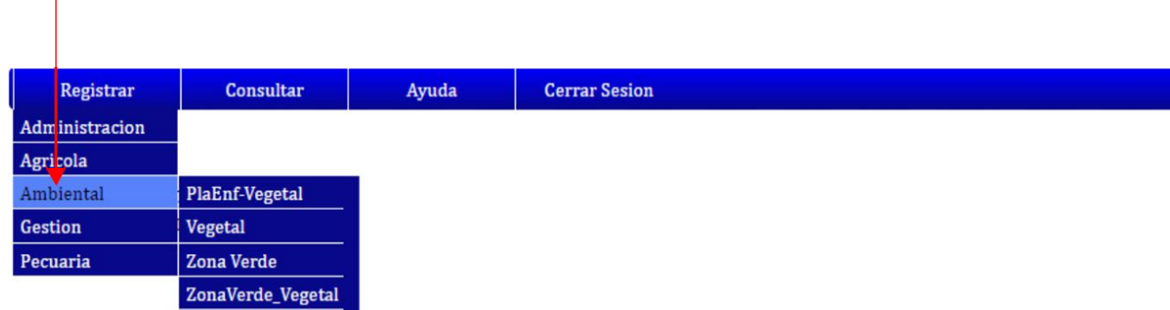 Registrar Consultar Ayuda Cerrar Sesion
Administracion
Agricola
Ambiental PlaEnf-Vegetal
Gestion Vegetal
Pecuaria Zona Verde
ZonaVerde_Vegetal